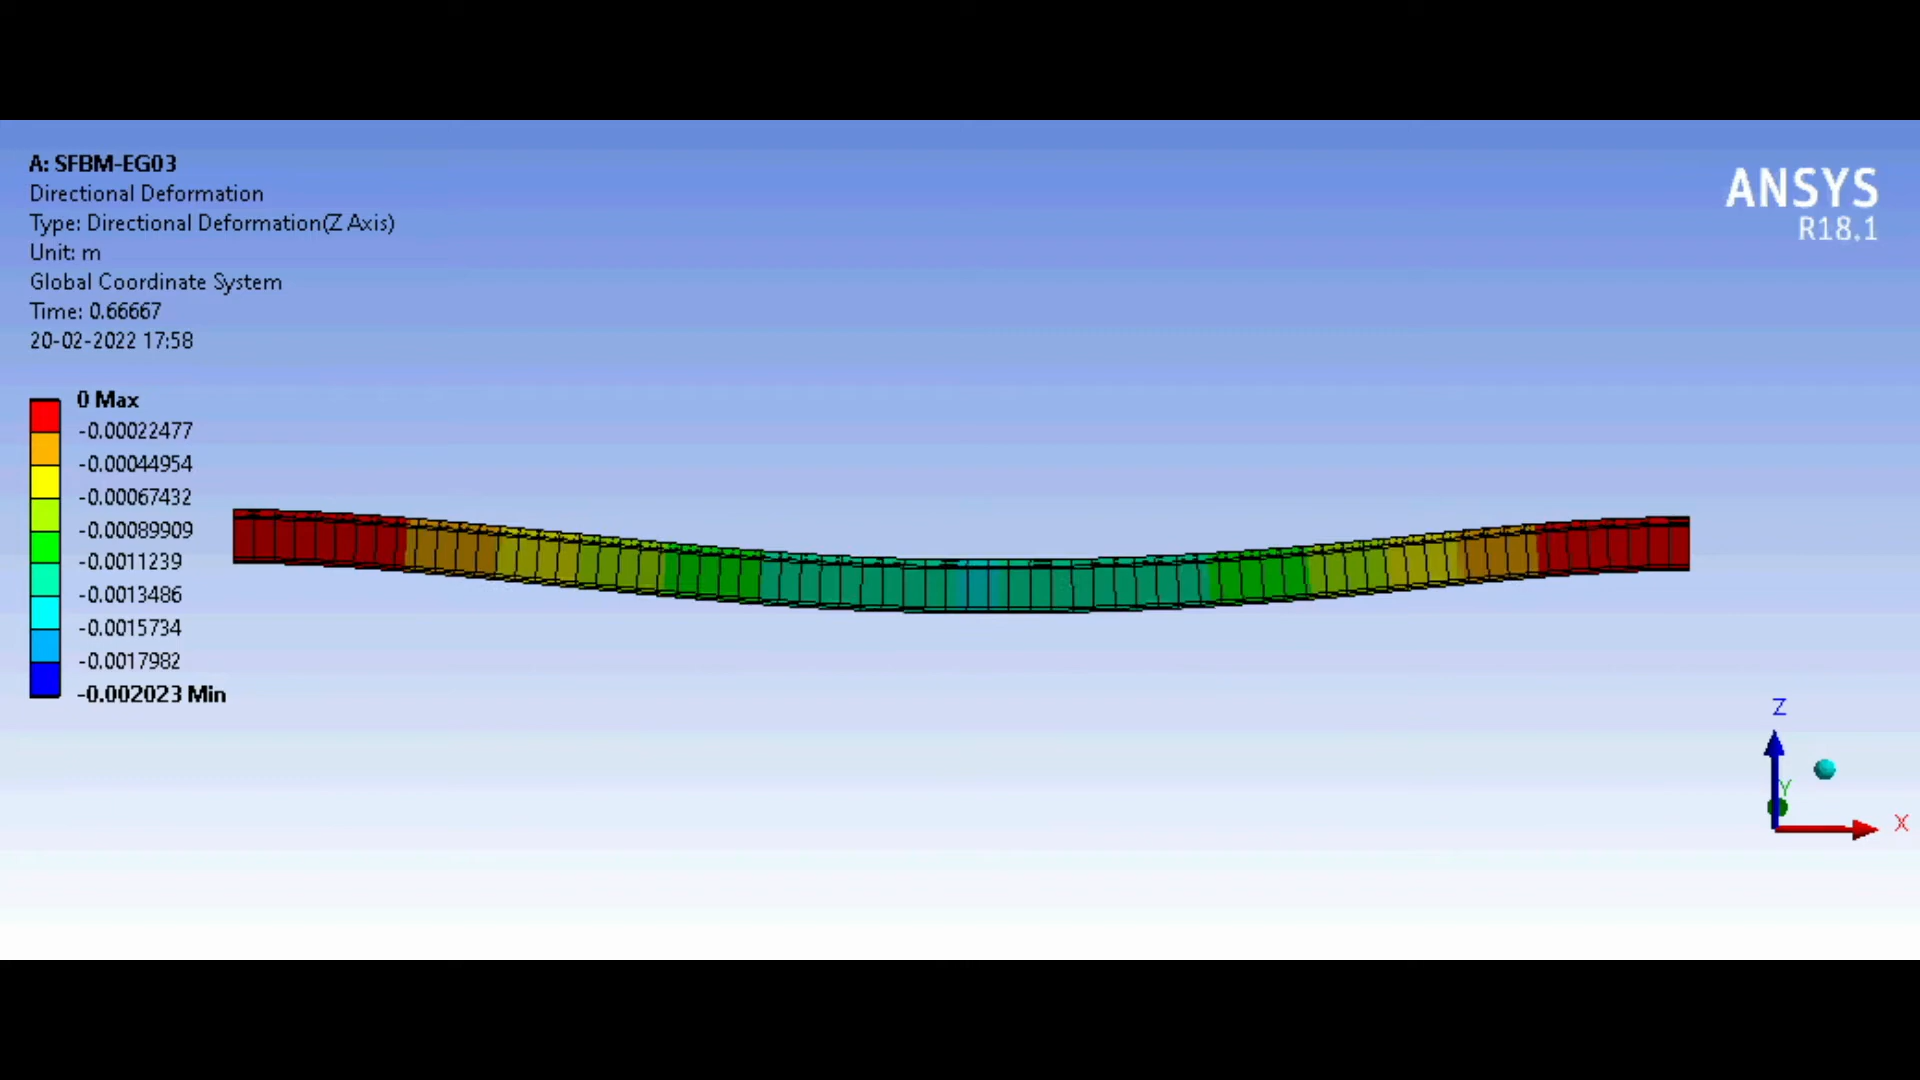 A: SFBM-EG03
Directional Deformation
Type: Directional Deformation(Z Axis)
Unit: m
Global Coordinate System
Time: 0.66667
20-02-2022 17:58
0 Max
-0.00022477
-0.00044954
-0.00067432
-0.00089909
-0.0011239
-0.0013486
-0.0015734
-0.0017982
-0.002023 Min
ANSYS
R18.1
Z
Y
X